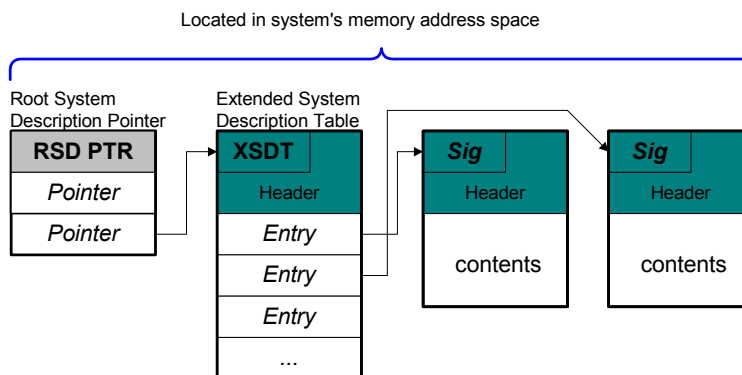 Located in system's memory address space
Root System
Description Pointer
RSD PTR
Pointer
Pointer
Extended System
Description Table
XSDT
Header
Entry
Entry
Entry
...
Sig
Header
contents
Sig
Header
contents